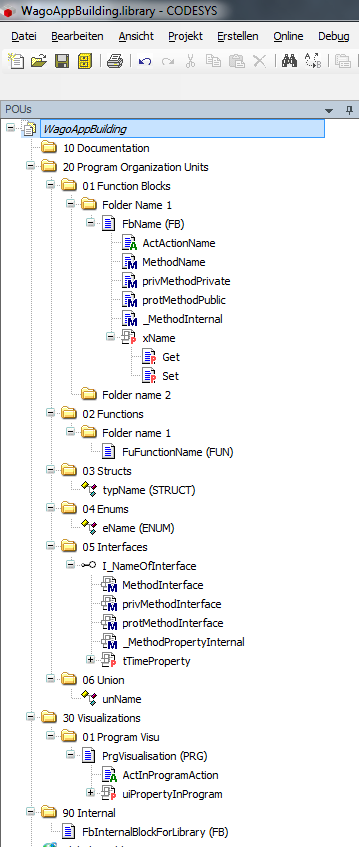 WagoAppBuilding.library - CODESYS
Datei Bearbeiten Ansicht Projekt Erstellen Online Debug
POUs
WagoAppBuilding
10 Documentation
20 Program Organization Units
01 Function Blocks
Folder Name 1
FbName (FB)
ActActionName
MethodName
privMethodPrivate
protMethodPublic
_MethodInternal
xName
Get
Set
Folder name 2
02 Functions
Folder name 1
FuFunctionName (FUN)
03 Structs
typName (STRUCT)
04 Enums
eName (ENUM)
05 Interfaces
I_NameOfInterface
MethodInterface
privMethodInterface
protMethodInterface
_MethodPropertyInternal
tTimeProperty
06 Union
unName
30 Visualizations
01 Program Visu
PrgVisualisation (PRG)
ActInProgramAction
uiPropertyInProgram
90 Internal
FbInternalBlockForLibrary (FB)